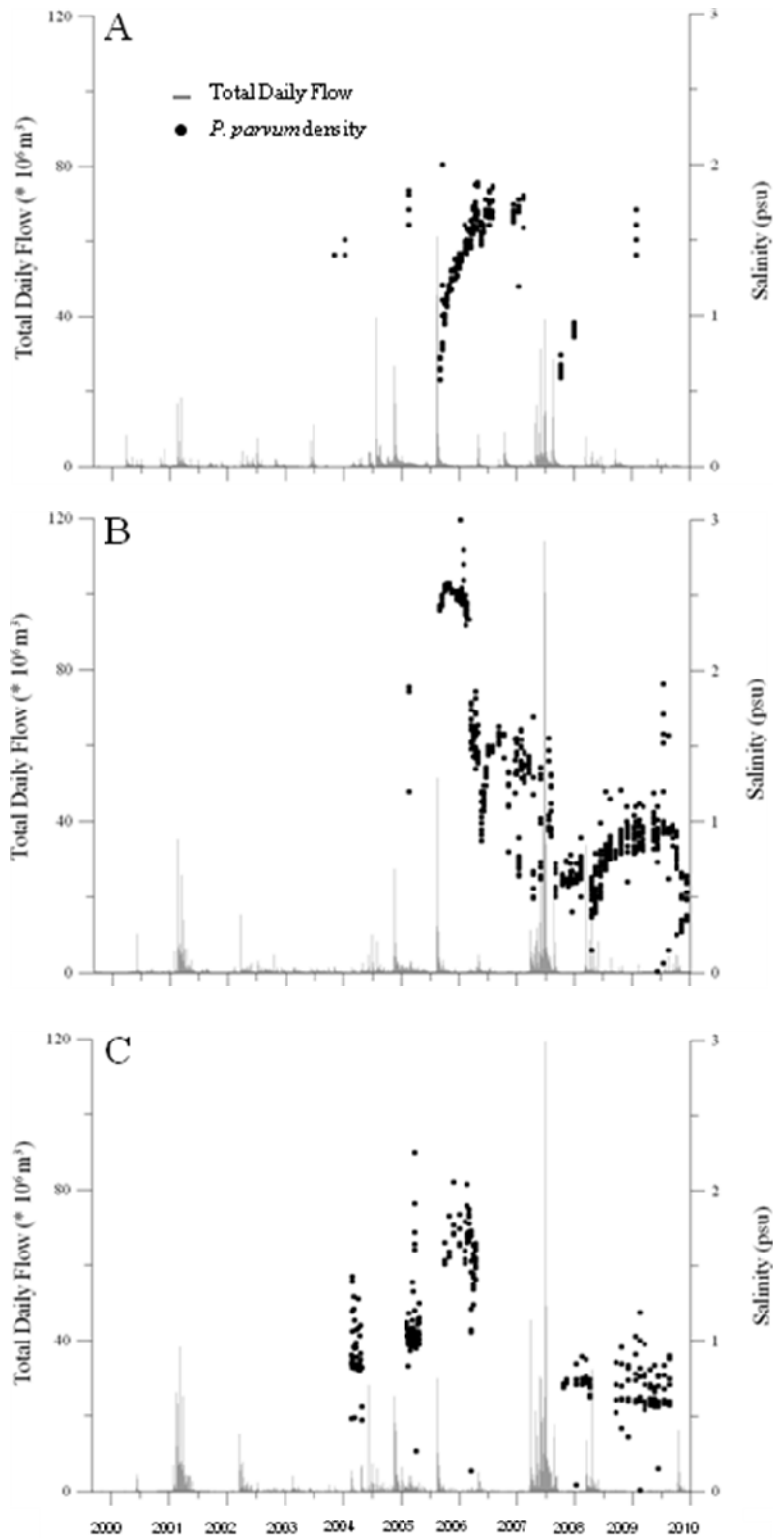 A
120
80
40
0
Total Daily Flow (* 10⁶ m³)
Total Daily Flow
P. parvum density
3
2
1
0
Salinity (psu)
B
120
80
40
0
Total Daily Flow (* 10⁶ m³)
3
2
1
0
Salinity (psu)
C
120
80
40
0
Total Daily Flow (* 10⁶ m³)
3
2
1
0
Salinity (psu)
2000 2001 2002 2003 2004 2005 2006 2007 2008 2009 2010